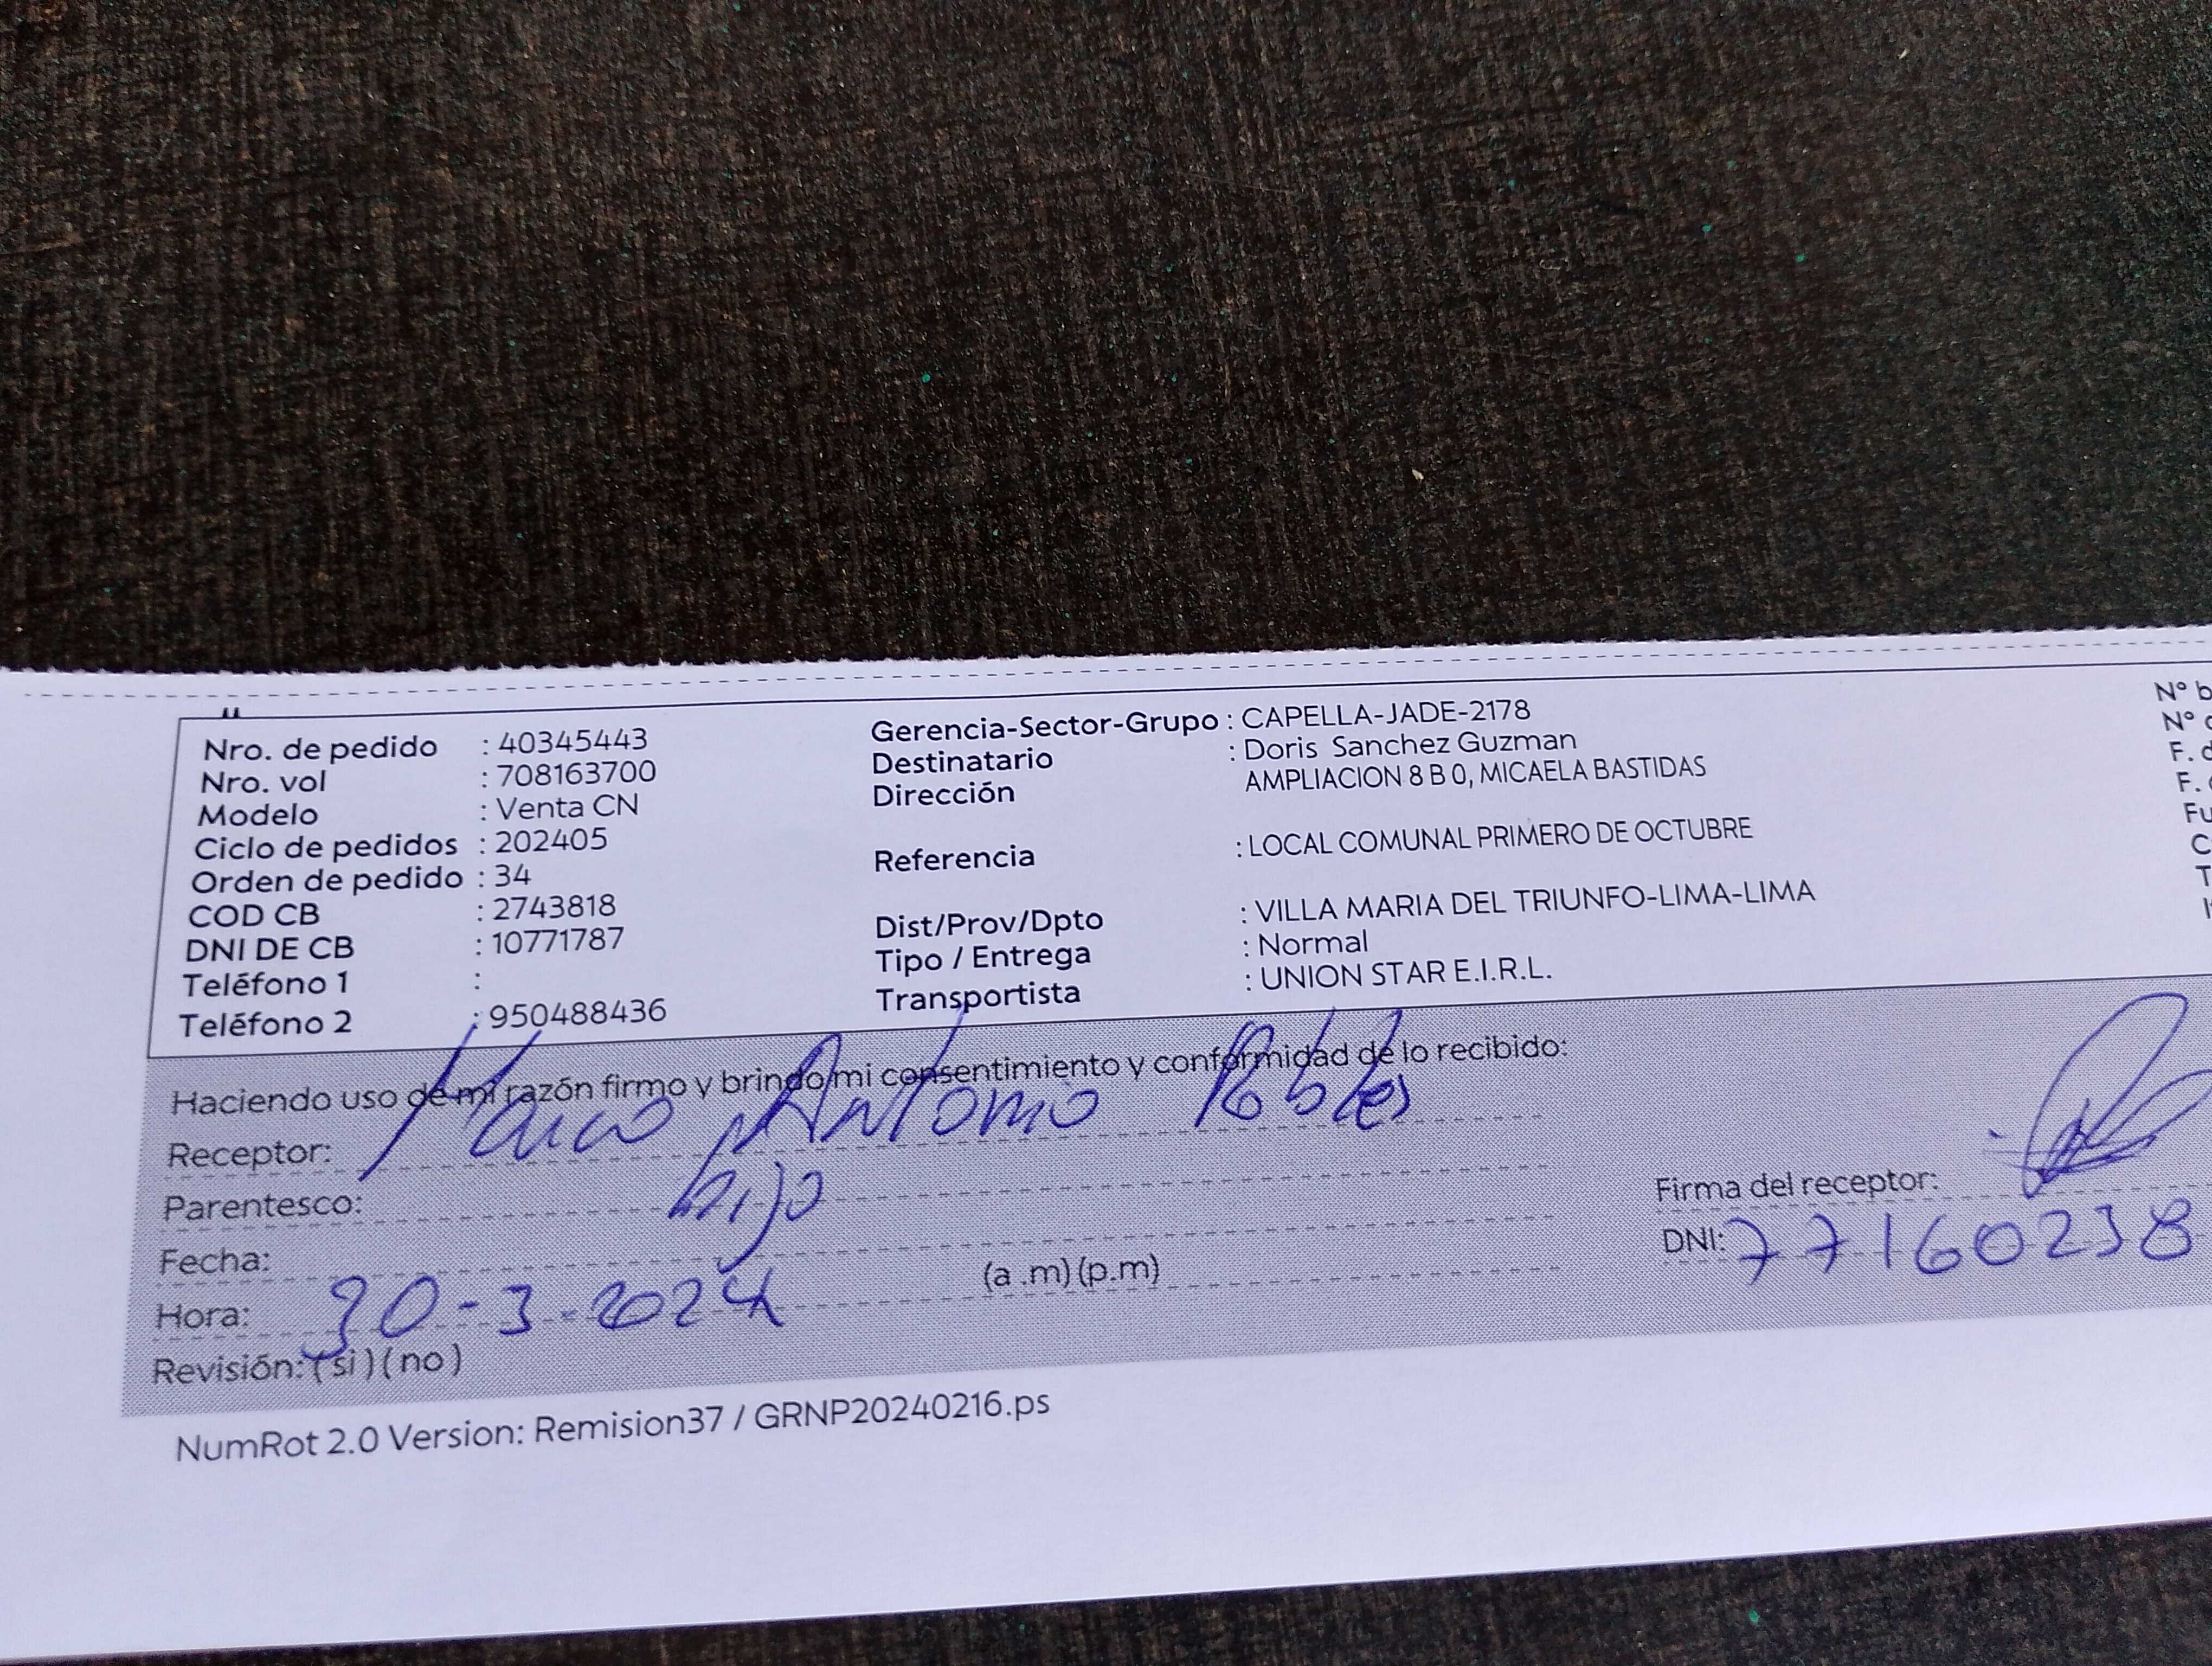 Nro. de pedido : 40345443
Nro. vol : 708163700
Modelo : Venta CN
Ciclo de pedidos : 202405
Orden de pedido : 34
COD CB : 2743818
DNI DE CB : 10771787
Teléfono 1 :
Teléfono 2 : 950488436
Gerencia-Sector-Grupo : CAPELLA-JADE-2178
Destinatario : Doris Sanchez Guzman
Dirección AMPLIACION 8 B 0, MICAELA BASTIDAS
Referencia : LOCAL COMUNAL PRIMERO DE OCTUBRE
Dist/Prov/Dpto : VILLA MARIA DEL TRIUNFO-LIMA-LIMA
Tipo / Entrega : Normal
Transportista : UNION STAR E.I.R.L.
Nº
Nº
F.
F.
Haciendo uso de mi razón firmo y brindo mi consentimiento y conformidad de lo recibido:
Receptor: Marco Antonio Robles
Parentesco: hijo
Fecha:
Hora: 30-3-2024 (a .m)(p.m)
Revisión: (si)(no)
Firma del receptor:
DNI: 77160238
NumRot 2.0 Version: Remision37 / GRNP20240216.ps